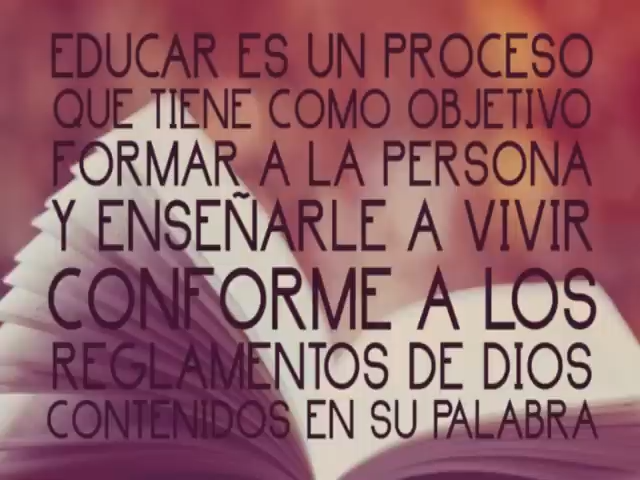 EDUCAR ES UN PROCESO
QUE TIENE COMO OBJETIVO
FORMAR A LA PERSONA
Y ENSEÑARLE A VIVIR
CONFORME A LOS
REGLAMENTOS DE DIOS
CONTENIDOS EN SU PALABRA